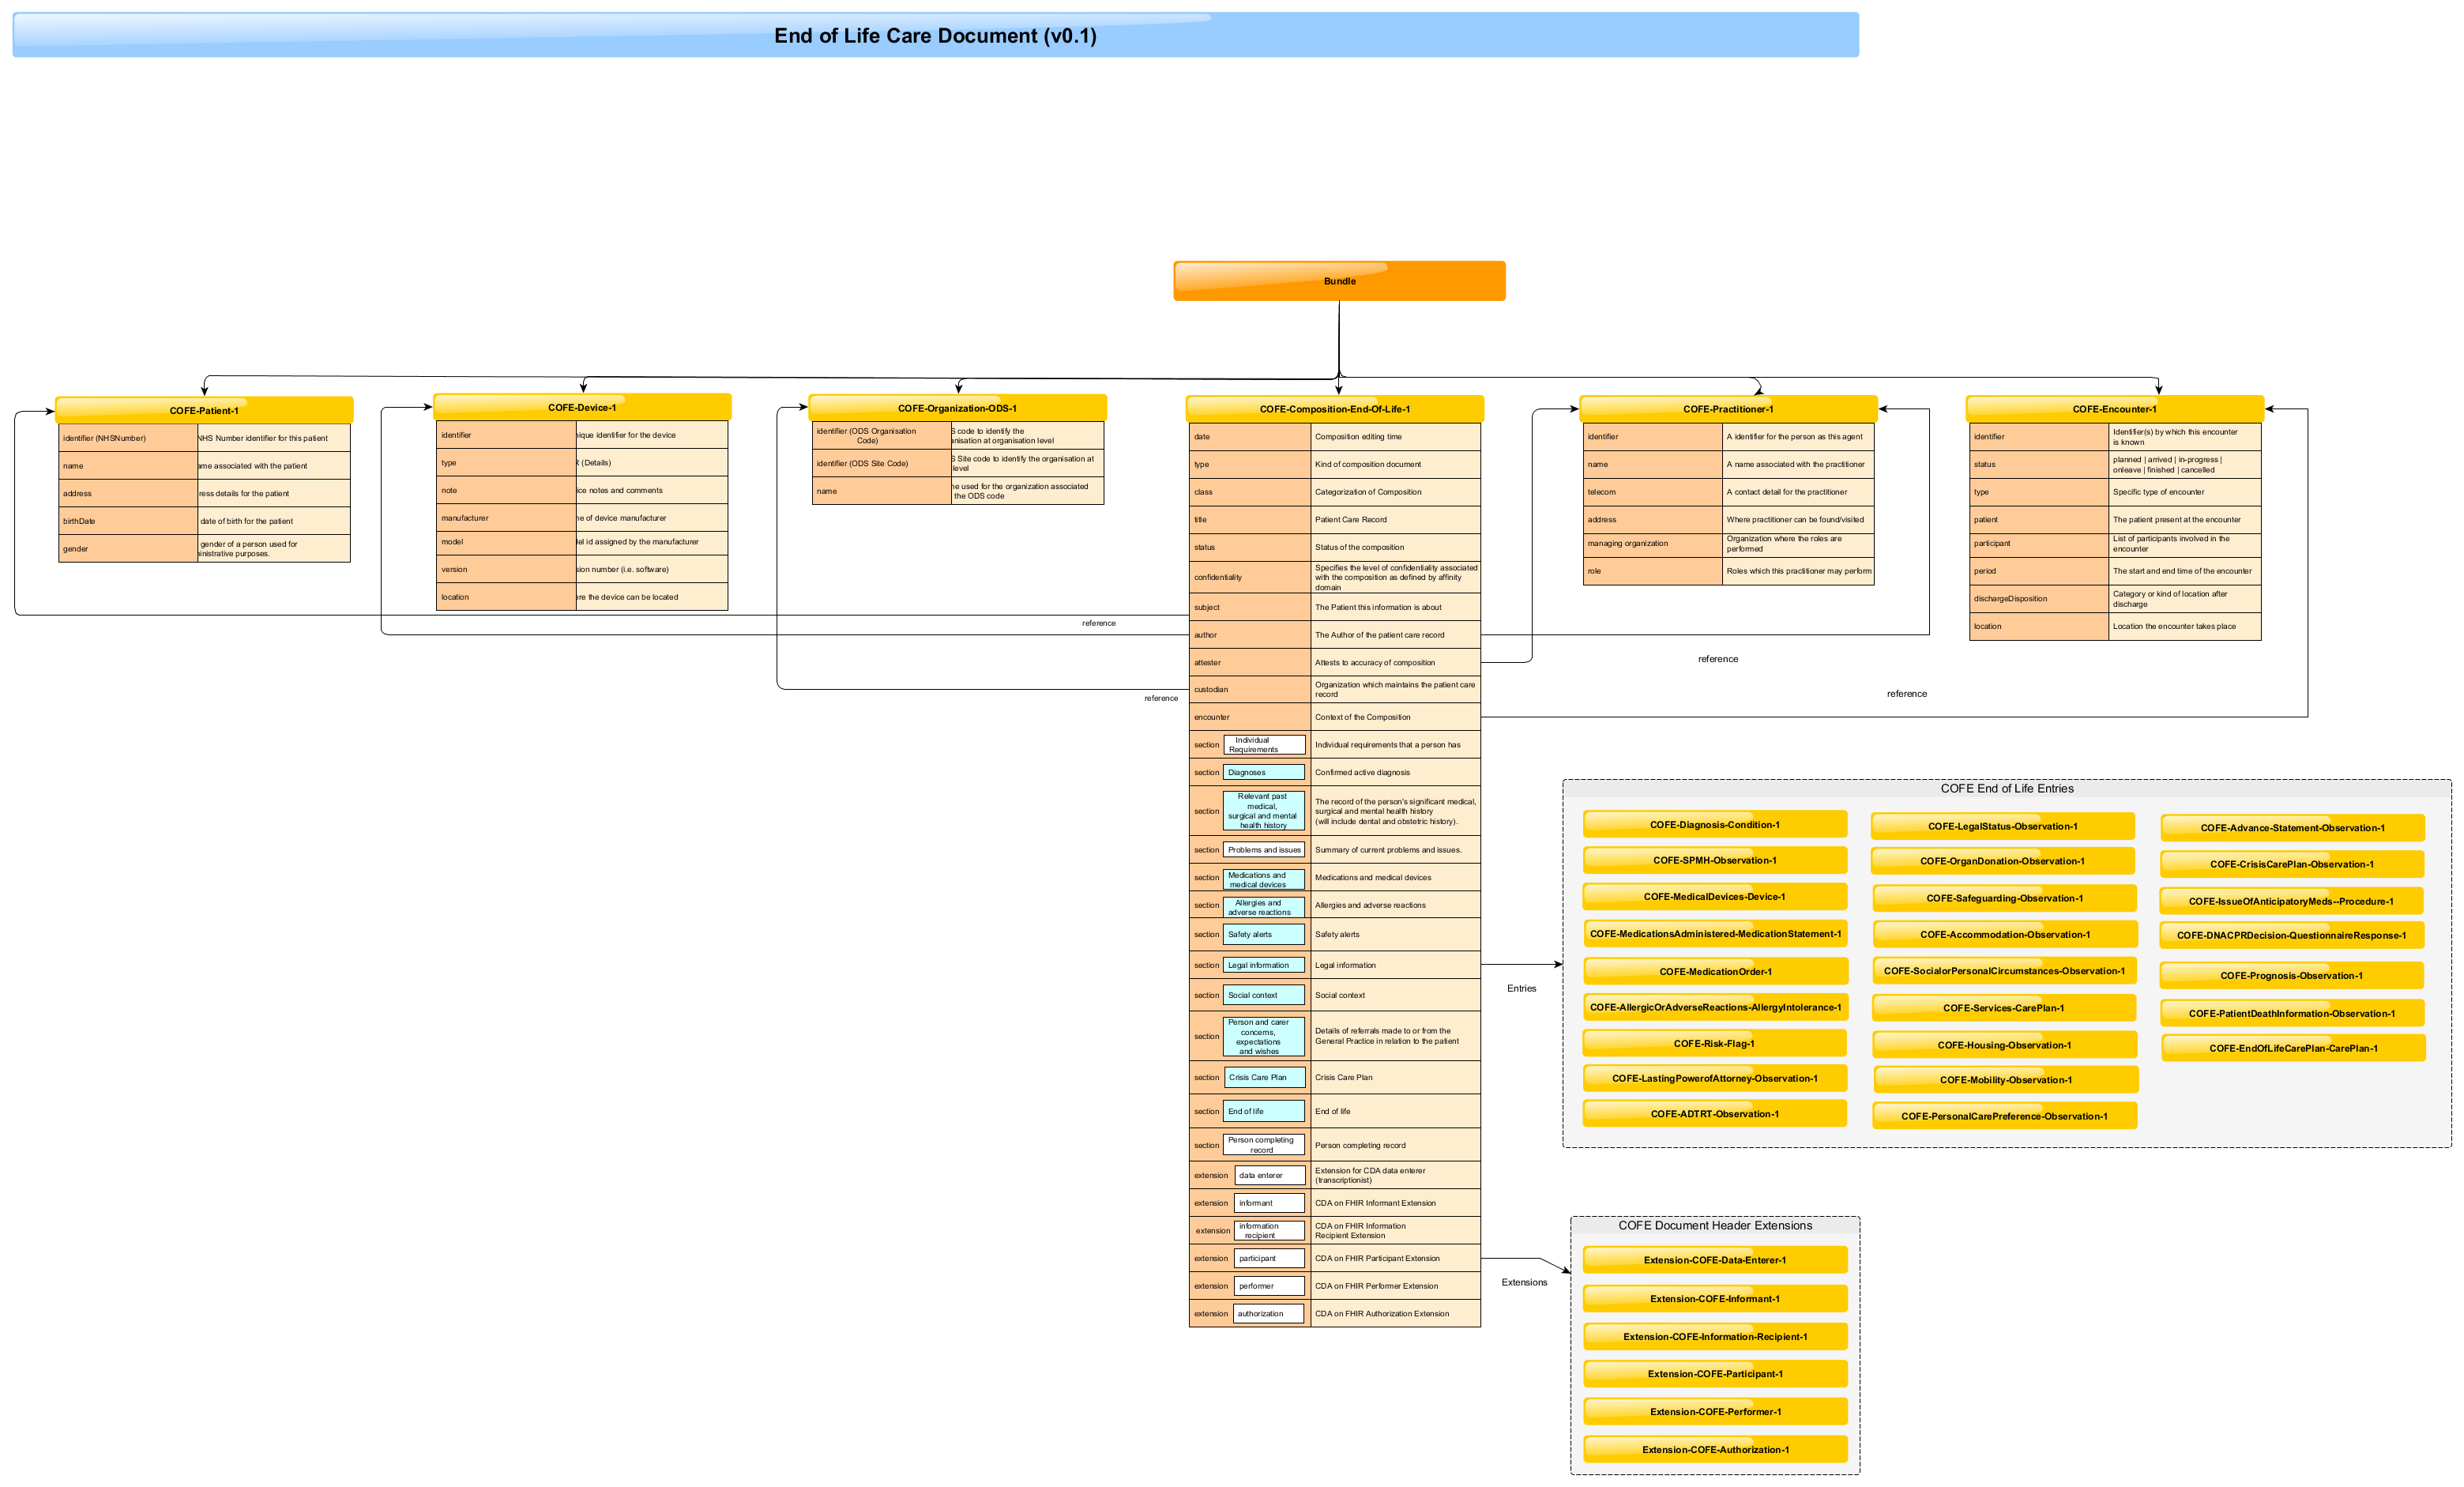 End of Life Care Document (v0.1)
Bundle
COFE-Patient-1
identifier (NHSNumber)
NHS Number identifier for this patient
name
ame associated with the patient
address
ress details for the patient
birthDate
date of birth for the patient
gender
gender of a person used for
inistrative purposes.
COFE-Device-1
identifier
nique identifier for the device
type
R (Details)
note
ice notes and comments
manufacturer
ne of device manufacturer
model
del id assigned by the manufacturer
version
sion number (i.e. software)
location
ere the device can be located
COFE-Organization-ODS-1
identifier (ODS Organisation
Code)
S code to identify the
anisation at organisation level
identifier (ODS Site Code)
S Site code to identify the organisation at
level
name
ne used for the organization associated
the ODS code
COFE-Composition-End-Of-Life-1
date
Composition editing time
type
Kind of composition document
class
Categorization of Composition
title
Patient Care Record
status
Status of the composition
confidentiality
Specifies the level of confidentiality associated
with the composition as defined by affinity
domain
subject
The Patient this information is about
author
The Author of the patient care record
attester
Attests to accuracy of composition
custodian
Organization which maintains the patient care
record
encounter
Context of the Composition
section
Individual
Requirements
Individual requirements that a person has
section
Diagnoses
Confirmed active diagnosis
section
Relevant past
medical,
surgical and mental
health history
The record of the person's significant medical,
surgical and mental health history
(will include dental and obstetric history).
section
Problems and issues
Summary of current problems and issues.
section
Medications and
medical devices
Medications and medical devices
section
Allergies and
adverse reactions
Allergies and adverse reactions
section
Safety alerts
Safety alerts
section
Legal information
Legal information
section
Social context
Social context
section
Person and carer
concerns,
expectations
and wishes
Details of referrals made to or from the
General Practice in relation to the patient
section
Crisis Care Plan
Crisis Care Plan
section
End of life
End of life
section
Person completing
record
Person completing record
extension
data enterer
Extension for CDA data enterer
(transcriptionist)
extension
informant
CDA on FHIR Informant Extension
extension
information
recipient
CDA on FHIR Information
Recipient Extension
extension
participant
CDA on FHIR Participant Extension
extension
performer
CDA on FHIR Performer Extension
extension
authorization
CDA on FHIR Authorization Extension
COFE-Practitioner-1
identifier
A identifier for the person as this agent
name
A name associated with the practitioner
telecom
A contact detail for the practitioner
address
Where practitioner can be found/visited
managing organization
Organization where the roles are
performed
role
Roles which this practitioner may perform
COFE-Encounter-1
identifier
Identifier(s) by which this encounter
is known
status
planned | arrived | in-progress |
onleave | finished | cancelled
type
Specific type of encounter
patient
The patient present at the encounter
participant
List of participants involved in the
encounter
period
The start and end time of the encounter
dischargeDisposition
Category or kind of location after
discharge
location
Location the encounter takes place
reference
reference
reference
reference
Entries
Extensions
COFE End of Life Entries
COFE-Diagnosis-Condition-1
COFE-SPMH-Observation-1
COFE-MedicalDevices-Device-1
COFE-MedicationsAdministered-MedicationStatement-1
COFE-MedicationOrder-1
COFE-AllergicOrAdverseReactions-AllergyIntolerance-1
COFE-Risk-Flag-1
COFE-LastingPowerofAttorney-Observation-1
COFE-ADTRT-Observation-1
COFE-LegalStatus-Observation-1
COFE-OrganDonation-Observation-1
COFE-Safeguarding-Observation-1
COFE-Accommodation-Observation-1
COFE-SocialorPersonalCircumstances-Observation-1
COFE-Services-CarePlan-1
COFE-Housing-Observation-1
COFE-Mobility-Observation-1
COFE-PersonalCarePreference-Observation-1
COFE-Advance-Statement-Observation-1
COFE-CrisisCarePlan-Observation-1
COFE-IssueOfAnticipatoryMeds--Procedure-1
COFE-DNACPRDecision-QuestionnaireResponse-1
COFE-Prognosis-Observation-1
COFE-PatientDeathInformation-Observation-1
COFE-EndOfLifeCarePlan-CarePlan-1
COFE Document Header Extensions
Extension-COFE-Data-Enterer-1
Extension-COFE-Informant-1
Extension-COFE-Information-Recipient-1
Extension-COFE-Participant-1
Extension-COFE-Performer-1
Extension-COFE-Authorization-1